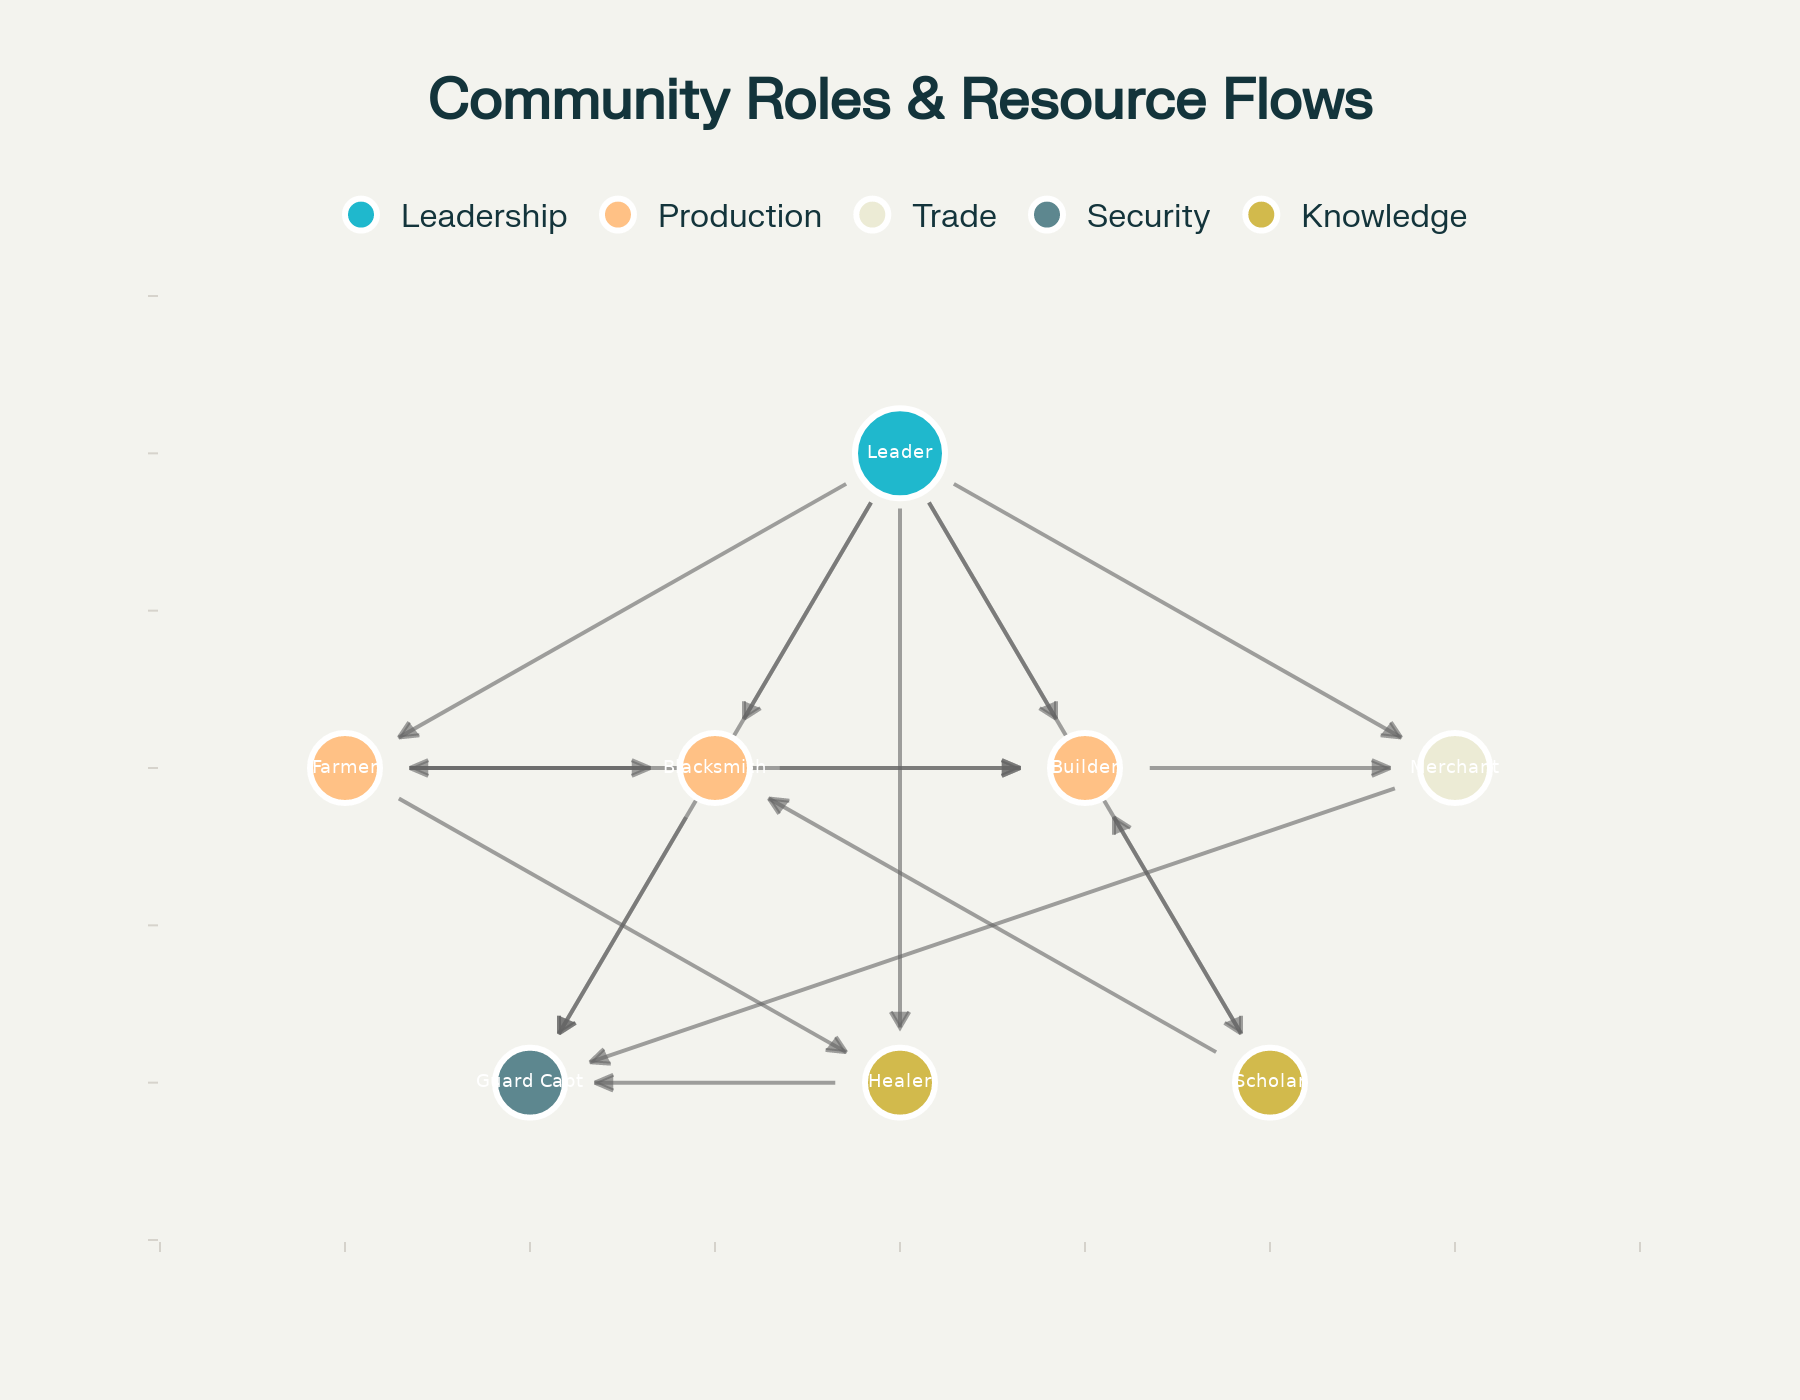 Community Roles & Resource Flows
Leadership Production Trade Security Knowledge
Leader
Farmer Blacksmith Builder Merchant
Guard Capt Healer Scholar